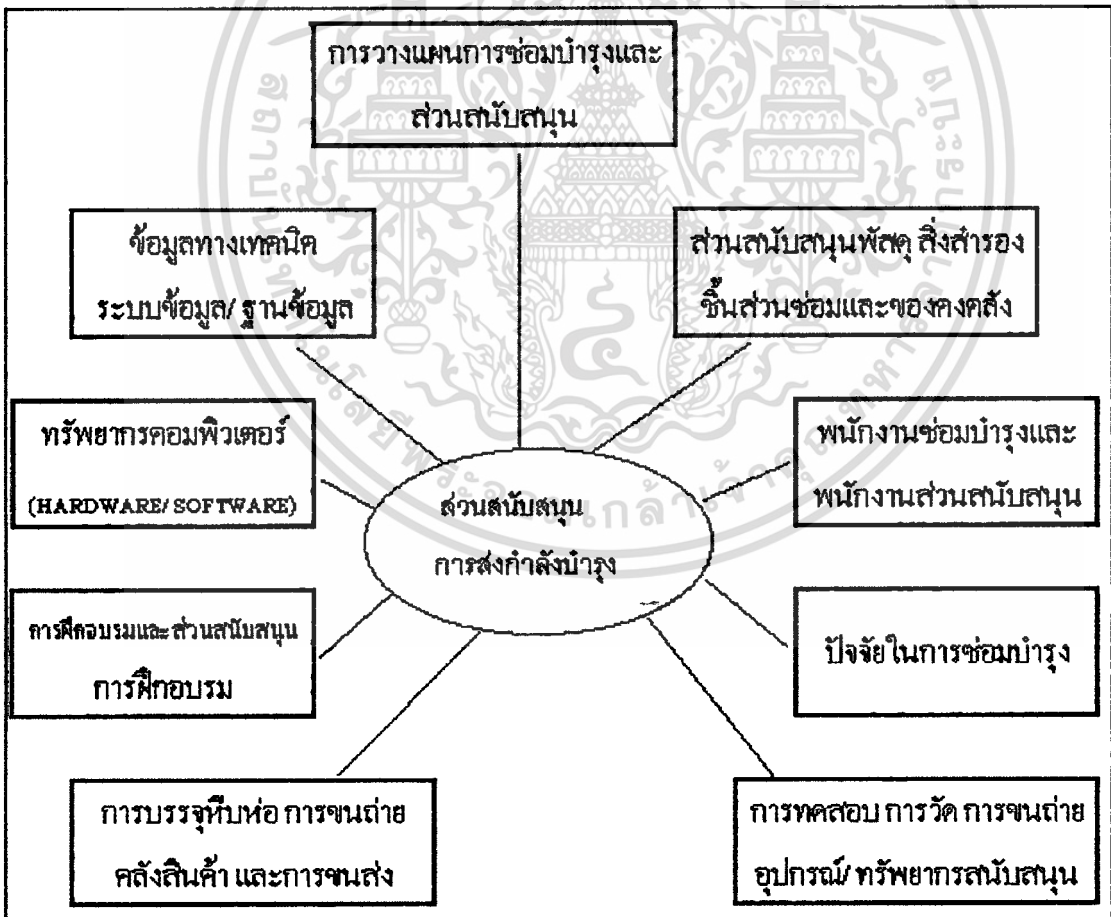 การวางแผนการซ่อมบำรุงและ
ส่วนสนับสนุน
ข้อมูลทางเทคนิค
ระบบข้อมูล/ ฐานข้อมูล
ส่วนสนับสนุนพัสดุ สิ่งสำรอง
ชิ้นส่วนซ่อมและของคงคลัง
ทรัพยากรคอมพิวเตอร์
(HARDWARE/ SOFTWARE)
พนักงานซ่อมบำรุงและ
พนักงานส่วนสนับสนุน
ส่วนสนับสนุน
การส่งกำลังบำรุง
การฝึกอบรมและส่วนสนับสนุน
การฝึกอบรม
ปัจจัยในการซ่อมบำรุง
การบรรจุหีบห่อ การขนถ่าย
คลังสินค้า และการขนส่ง
การทดสอบ การวัด การขนถ่าย
อุปกรณ์/ ทรัพยากรสนับสนุน